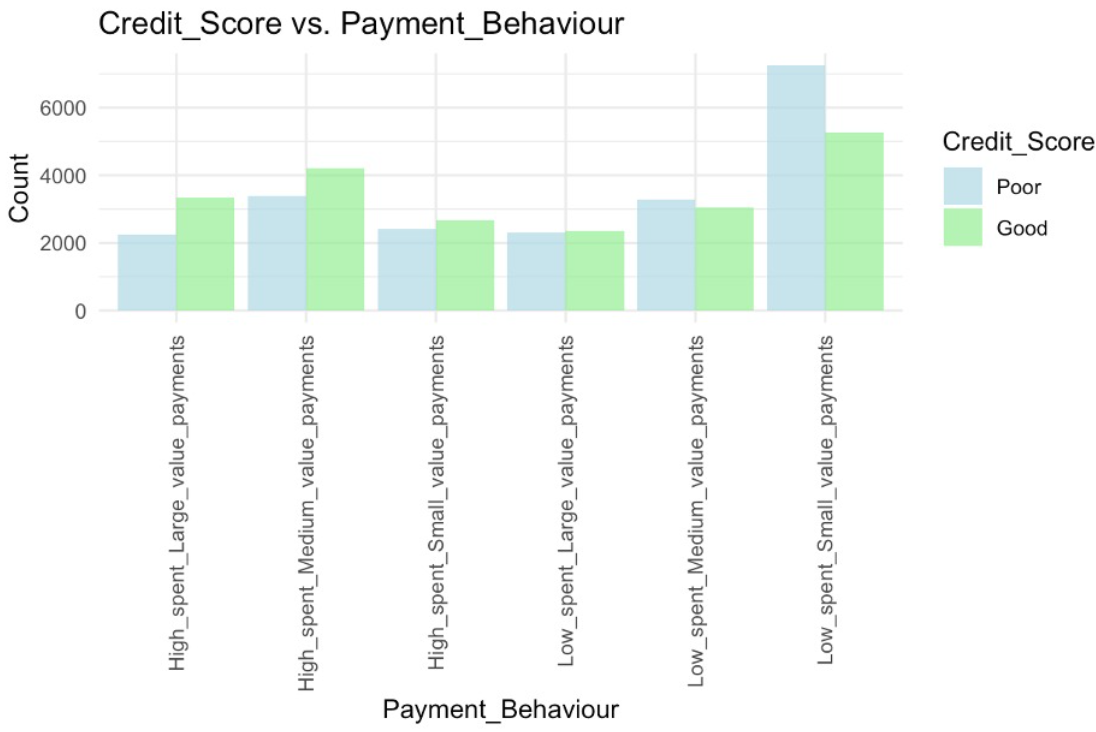 Credit_Score vs. Payment_Behaviour
Count
6000
4000
2000
0
High_spent_Large_value_payments
High_spent_Medium_value_payments
High_spent_Small_value_payments
Low_spent_Large_value_payments
Low_spent_Medium_value_payments
Low_spent_Small_value_payments
Payment_Behaviour
Credit_Score
Poor
Good